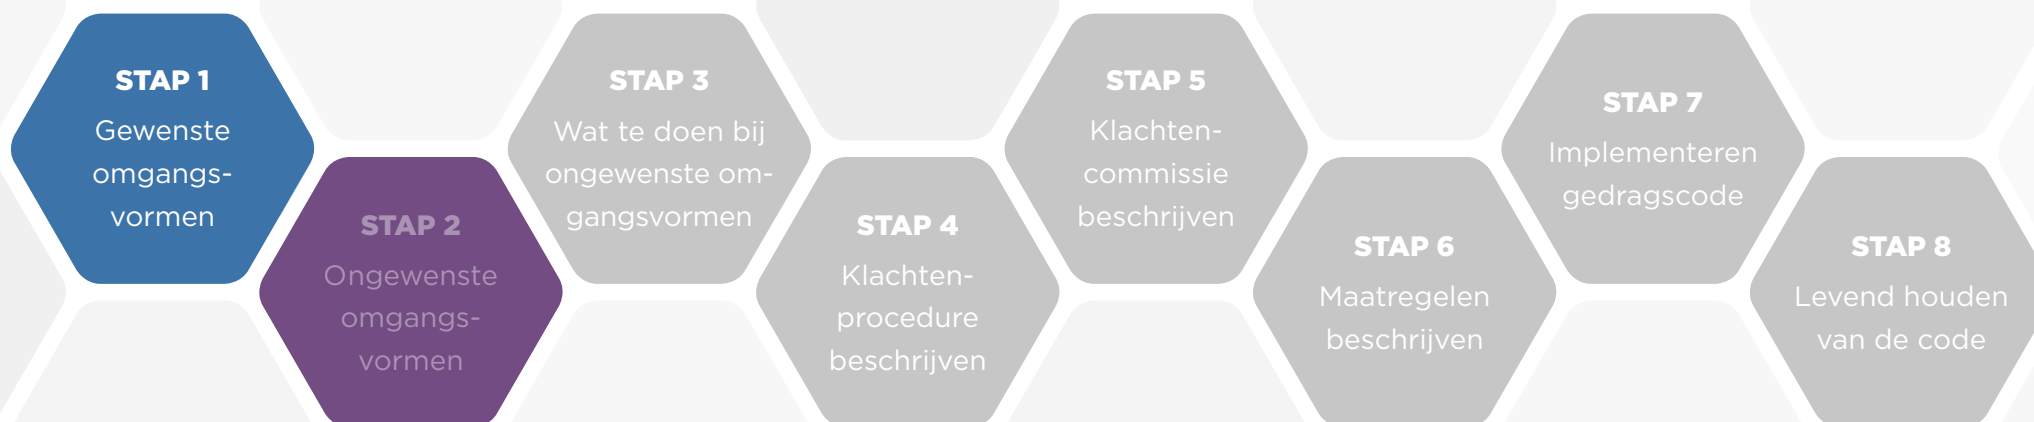 STAP 1
Gewenste
omgangs-
vormen
STAP 2
Ongewenste
omgangs-
vormen
STAP 3
Wat te doen bij
ongewenste om-
gangsvormen
STAP 4
Klachten-
procedure
beschrijven
STAP 5
Klachten-
commissie
beschrijven
STAP 6
Maatregelen
beschrijven
STAP 7
Implementeren
gedragscode
STAP 8
Levend houden
van de code